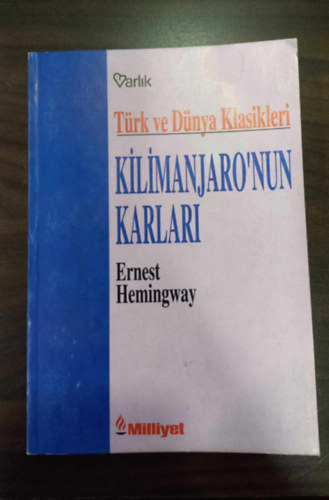 Varlık
Türk ve Dünya Klasikleri
KİLİMANJARO'NUN
KARLARI
Ernest
Hemingway
Milliyet